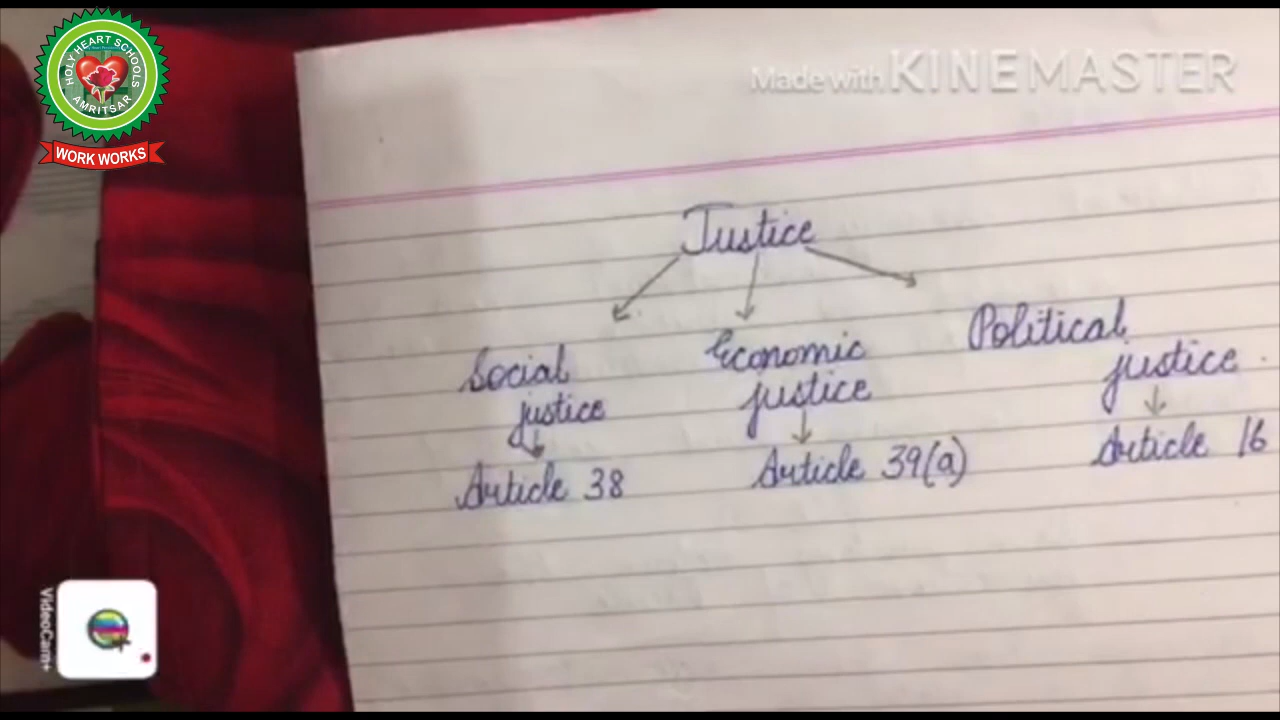 HOLY HEART SCHOOLS
AMRITSAR
WORK WORKS
Made with KINEMASTER
Justice
Social Economic Political
justice justice justice
Article 38 Article 39(a) Article 16
VideoCam+